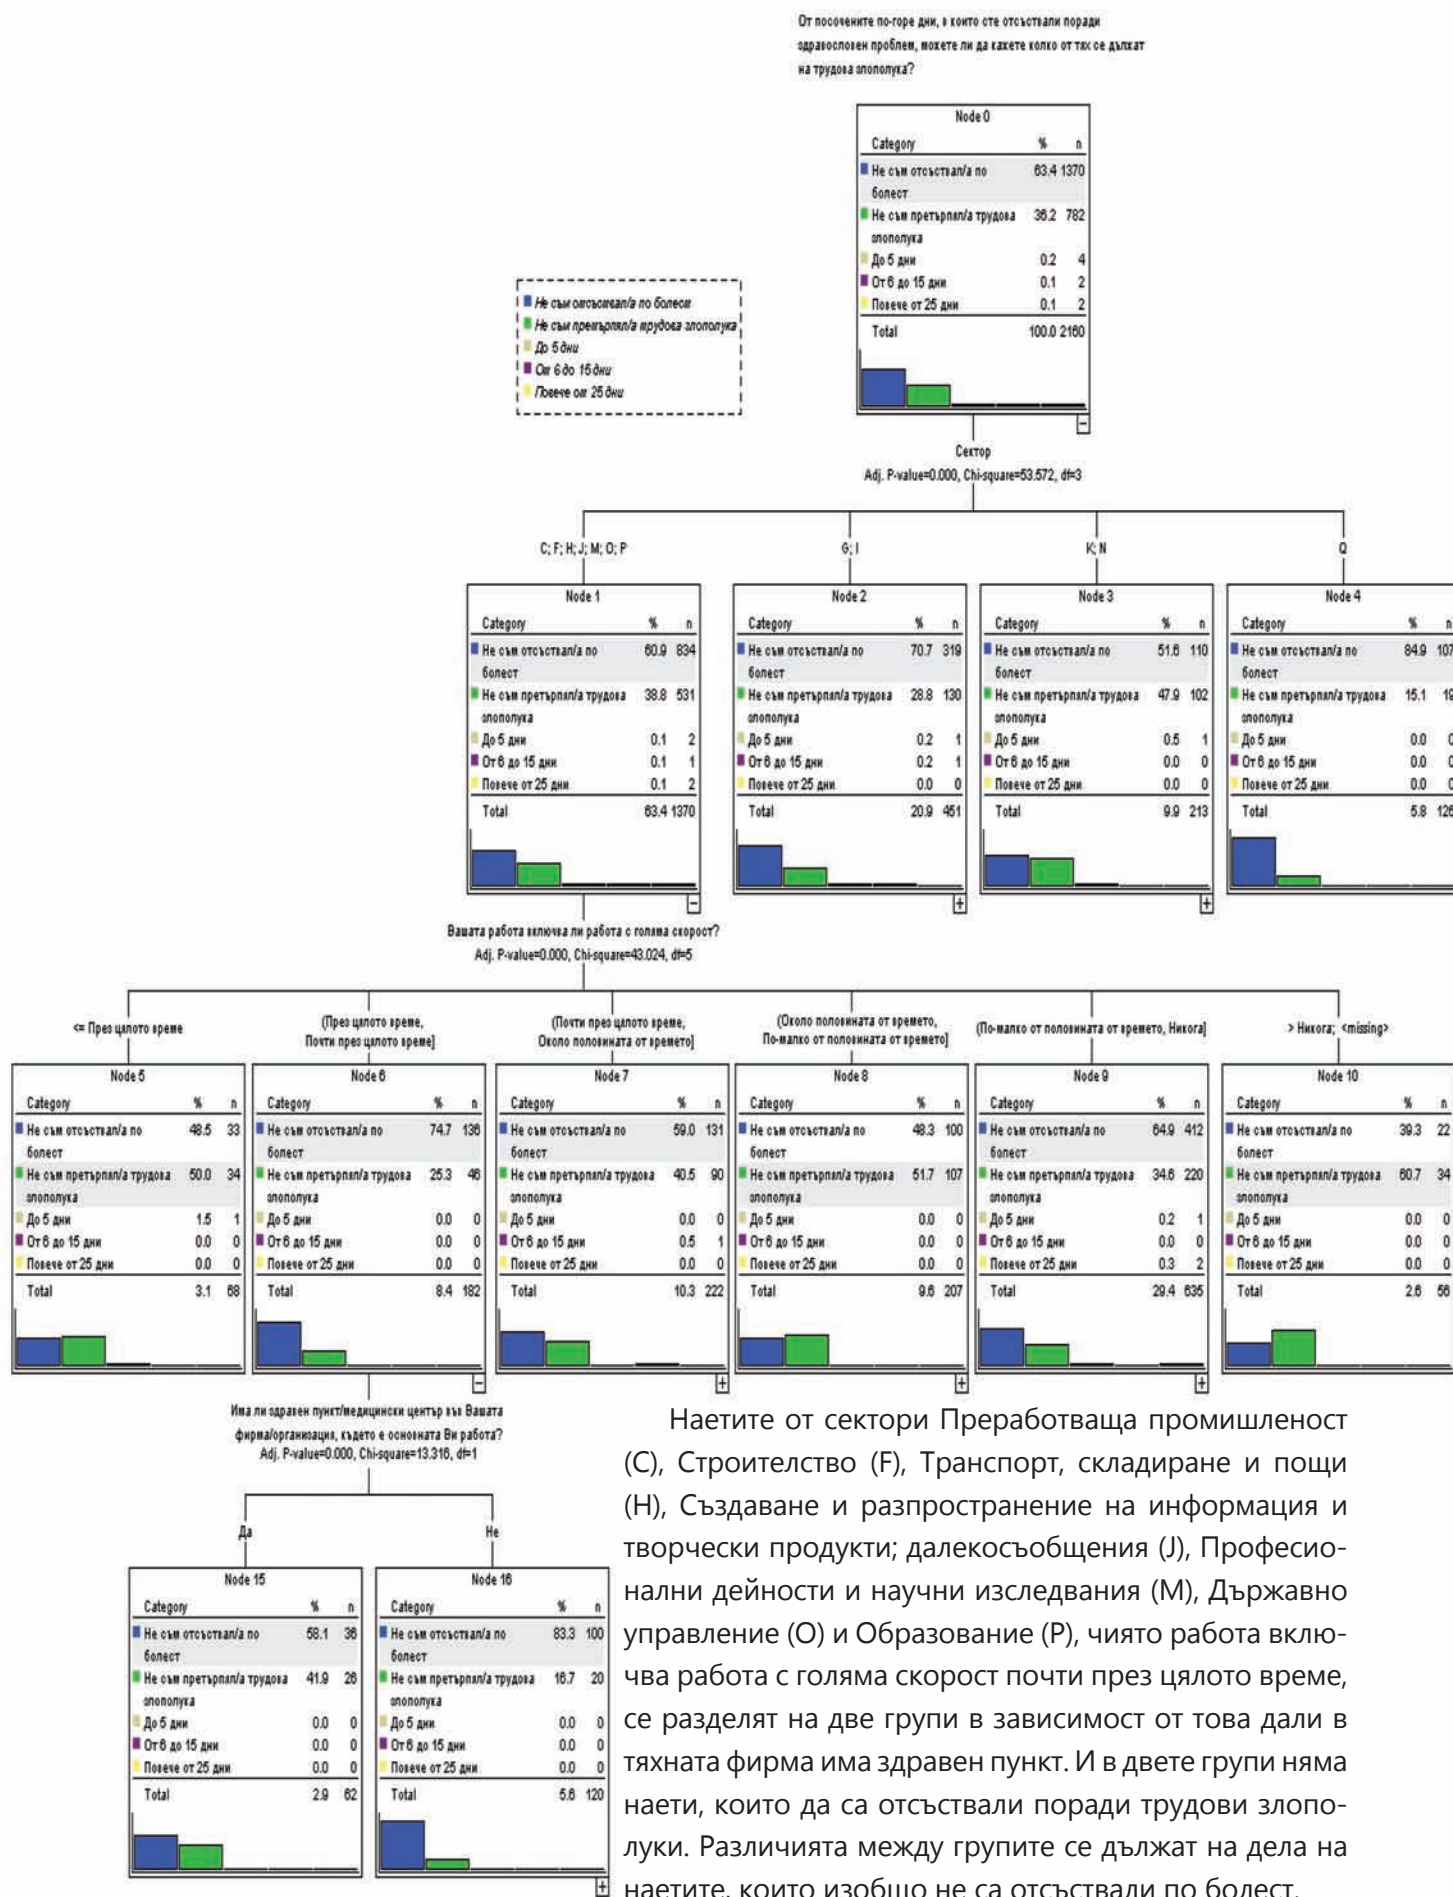 От посочените по-горе дни, в които сте отсъствали поради
здравословен проблем, можете ли да кажете колко от тях се дължат
на трудова злополука?
Node 0
Category % n
Не съм отсъствал/а по 63.4 1370
болест
Не съм претърпял/а трудова 36.2 782
злополука
До 5 дни 0.2 4
От 6 до 15 дни 0.1 2
Повече от 25 дни 0.1 2
Total 100.0 2160
Не съм отсъствал/а по болест
Не съм претърпял/а трудова злополука
До 5 дни
От 6 до 15 дни
Повече от 25 дни
Сектор
Adj. P-value=0.000, Chi-square=53.572, df=3
C; F; H; J; M; O; P
G; I
K; N
Q
Node 1
Category % n
Не съм отсъствал/а по 60.9 834
болест
Не съм претърпял/а трудова 38.8 531
злополука
До 5 дни 0.1 2
От 6 до 15 дни 0.1 1
Повече от 25 дни 0.1 2
Total 63.4 1370
Node 2
Category % n
Не съм отсъствал/а по 70.7 319
болест
Не съм претърпял/а трудова 28.8 130
злополука
До 5 дни 0.2 1
От 6 до 15 дни 0.2 1
Повече от 25 дни 0.0 0
Total 20.9 451
Node 3
Category % n
Не съм отсъствал/а по 51.6 110
болест
Не съм претърпял/а трудова 47.9 102
злополука
До 5 дни 0.5 1
От 6 до 15 дни 0.0 0
Повече от 25 дни 0.0 0
Total 9.9 213
Node 4
Category % n
Не съм отсъствал/а по 84.9 107
болест
Не съм претърпял/а трудова 15.1 19
злополука
До 5 дни 0.0 0
От 6 до 15 дни 0.0 0
Повече от 25 дни 0.0 0
Total 5.8 126
Вашата работа включва ли работа с голяма скорост?
Adj. P-value=0.000, Chi-square=43.024, df=5
<= През цялото време
(През цялото време,
Почти през цялото време]
(Почти през цялото време,
Около половината от времето]
(Около половината от времето,
По-малко от половината от времето]
(По-малко от половината от времето, Никога]
> Никога; <missing>
Node 5
Category % n
Не съм отсъствал/а по 48.5 33
болест
Не съм претърпял/а трудова 50.0 34
злополука
До 5 дни 1.5 1
От 6 до 15 дни 0.0 0
Повече от 25 дни 0.0 0
Total 3.1 68
Node 6
Category % n
Не съм отсъствал/а по 74.7 136
болест
Не съм претърпял/а трудова 25.3 46
злополука
До 5 дни 0.0 0
От 6 до 15 дни 0.0 0
Повече от 25 дни 0.0 0
Total 8.4 182
Node 7
Category % n
Не съм отсъствал/а по 59.0 131
болест
Не съм претърпял/а трудова 40.5 90
злополука
До 5 дни 0.0 0
От 6 до 15 дни 0.5 1
Повече от 25 дни 0.0 0
Total 10.3 222
Node 8
Category % n
Не съм отсъствал/а по 48.3 100
болест
Не съм претърпял/а трудова 51.7 107
злополука
До 5 дни 0.0 0
От 6 до 15 дни 0.0 0
Повече от 25 дни 0.0 0
Total 9.6 207
Node 9
Category % n
Не съм отсъствал/а по 64.9 412
болест
Не съм претърпял/а трудова 34.6 220
злополука
До 5 дни 0.2 1
От 6 до 15 дни 0.0 0
Повече от 25 дни 0.3 2
Total 29.4 635
Node 10
Category % n
Не съм отсъствал/а по 39.3 22
болест
Не съм претърпял/а трудова 60.7 34
злополука
До 5 дни 0.0 0
От 6 до 15 дни 0.0 0
Повече от 25 дни 0.0 0
Total 2.6 56
Има ли здравен пункт/медицински център във Вашата
фирма/организация, където е основната Ви работа?
Adj. P-value=0.000, Chi-square=13.316, df=1
Да
Не
Node 15
Category % n
Не съм отсъствал/а по 58.1 36
болест
Не съм претърпял/а трудова 41.9 26
злополука
До 5 дни 0.0 0
От 6 до 15 дни 0.0 0
Повече от 25 дни 0.0 0
Total 2.9 62
Node 16
Category % n
Не съм отсъствал/а по 83.3 100
болест
Не съм претърпял/а трудова 16.7 20
злополука
До 5 дни 0.0 0
От 6 до 15 дни 0.0 0
Повече от 25 дни 0.0 0
Total 5.6 120
Наетите от сектори Преработваща промишленост
(C), Строителство (F), Транспорт, складиране и пощи
(H), Създаване и разпространение на информация и
творчески продукти; далекосъобщения (J), Професио-
нални дейности и научни изследвания (M), Държавно
управление (O) и Образование (P), чиято работа вклю-
чва работа с голяма скорост почти през цялото време,
се разделят на две групи в зависимост от това дали в
тяхната фирма има здравен пункт. И в двете групи няма
наети, които да са отсъствали поради трудови злопо-
луки. Различията между групите се дължат на дела на
наетите, които изобщо не са отсъствали по болест.